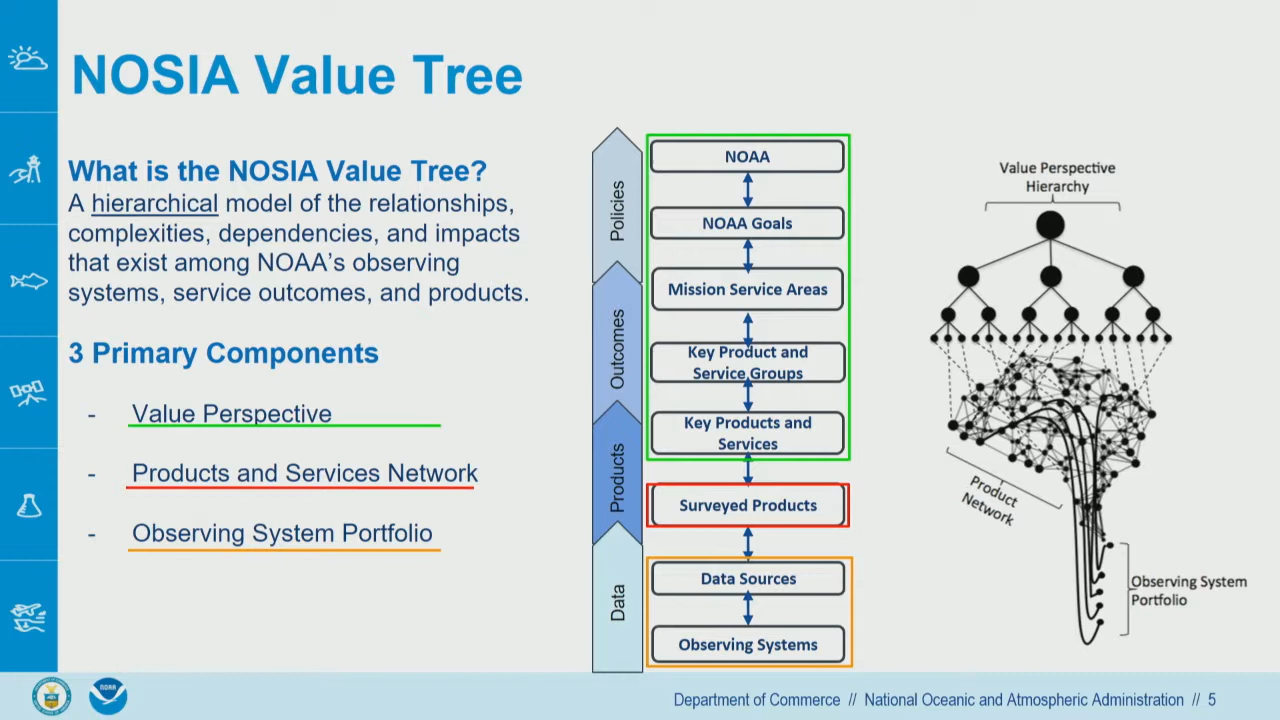 NOSIA Value Tree
What is the NOSIA Value Tree?
A hierarchical model of the relationships,
complexities, dependencies, and impacts
that exist among NOAA's observing
systems, service outcomes, and products.
3 Primary Components
- Value Perspective
- Products and Services Network
- Observing System Portfolio
Policies
Outcomes
Products
Data
NOAA
NOAA Goals
Mission Service Areas
Key Product and
Service Groups
Key Products and
Services
Surveyed Products
Data Sources
Observing Systems
Value Perspective
Hierarchy
Product
Network
Observing System
Portfolio
NOAA
Department of Commerce // National Oceanic and Atmospheric Administration // 5